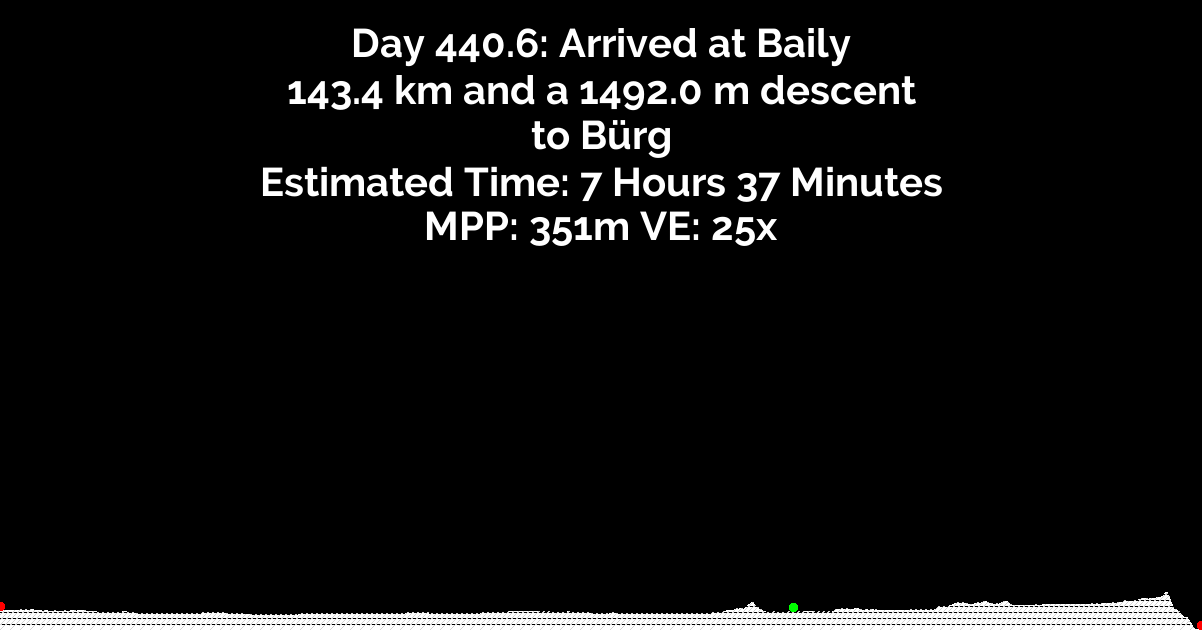 Day 440.6: Arrived at Baily
143.4 km and a 1492.0 m descent
to Bürg
Estimated Time: 7 Hours 37 Minutes
MPP: 351m VE: 25x